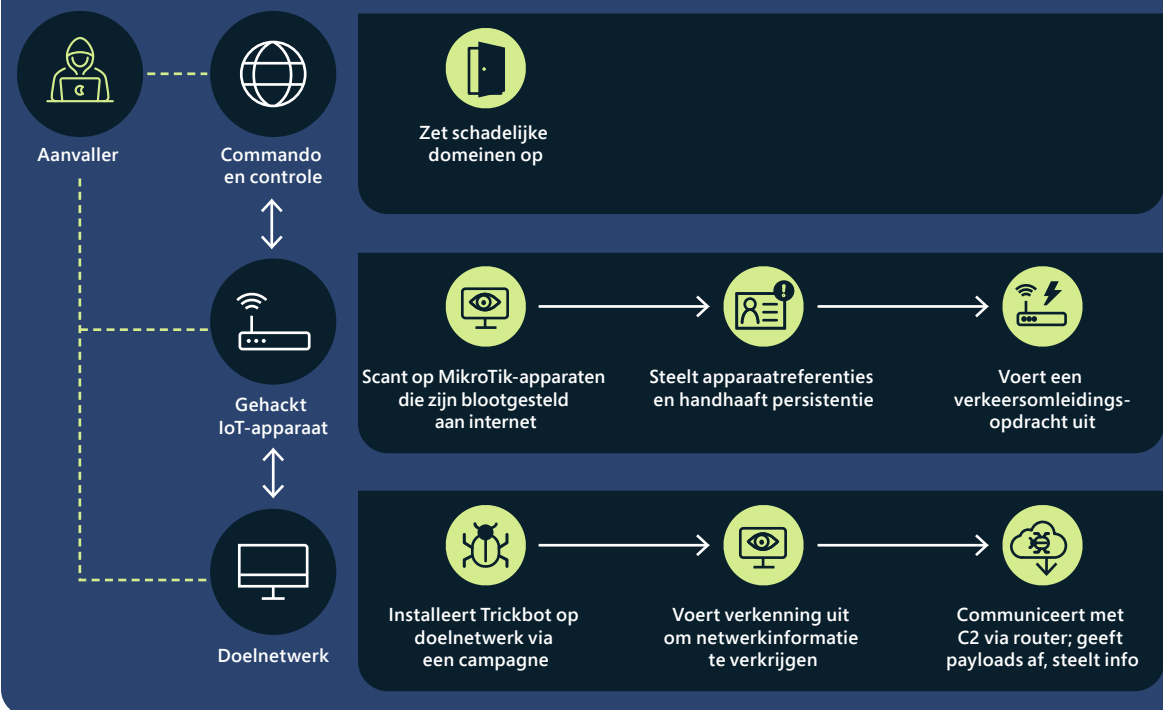 Aanvaller
Commando
en controle
Zet schadelijke
domeinen op
Gehackt
IoT-apparaat
Scant op MikroTik-apparaten
die zijn blootgesteld
aan internet
Steelt apparaatreferenties
en handhaaft persistentie
Voert een
verkeersomleidings-
opdracht uit
Doelnetwerk
Installeert Trickbot op
doelnetwerk via
een campagne
Voert verkenning uit
om netwerkinformatie
te verkrijgen
Communiceert met
C2 via router; geeft
payloads af, steelt info